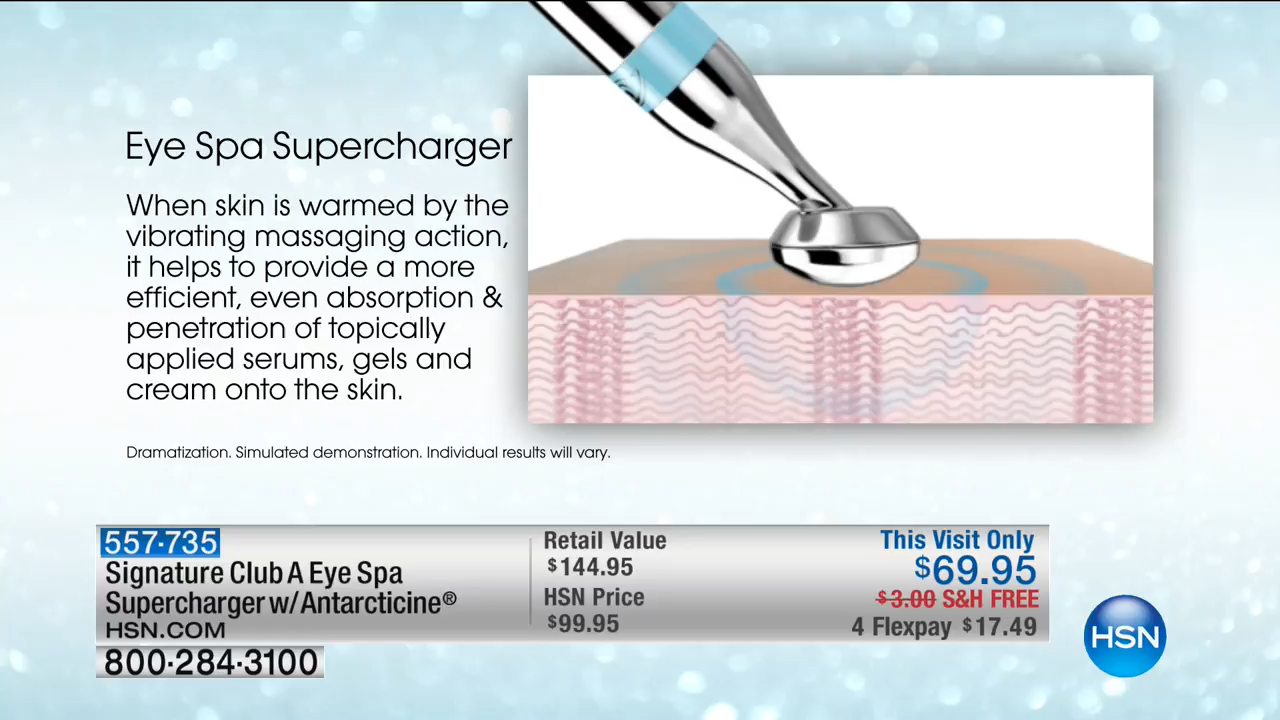 Eye Spa Supercharger
When skin is warmed by the
vibrating massaging action,
it helps to provide a more
efficient, even absorption &
penetration of topically
applied serums, gels and
cream onto the skin.
Dramatization. Simulated demonstration. Individual results will vary.
557·735
Signature Club A Eye Spa
Supercharger w/Antarcticine®
HSN.COM
800·284·3100
Retail Value
$144.95
HSN Price
$99.95
This Visit Only
$69.95
$3.00 S&H FREE
4 Flexpay $17.49
HSN